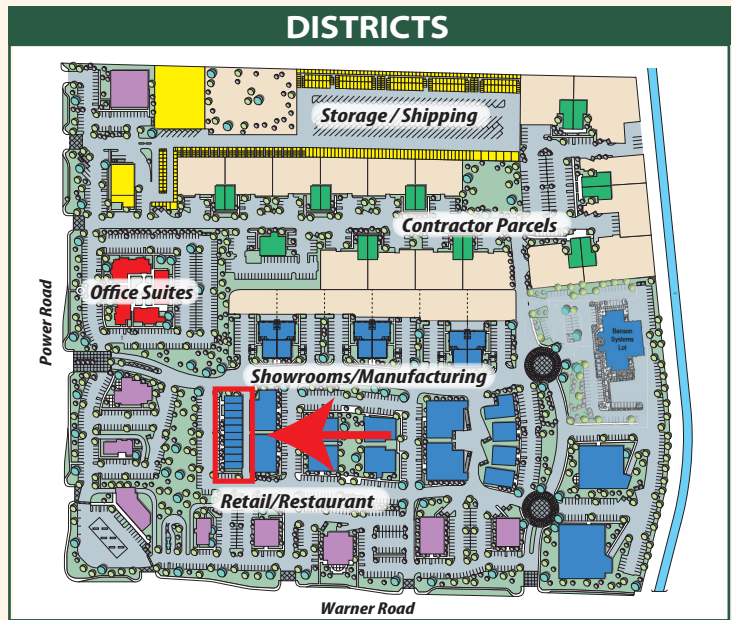 DISTRICTS
Storage / Shipping
Contractor Parcels
Office Suites
Power Road
Benson
Systems
Lot
Showrooms/Manufacturing
Retail/Restaurant
Warner Road